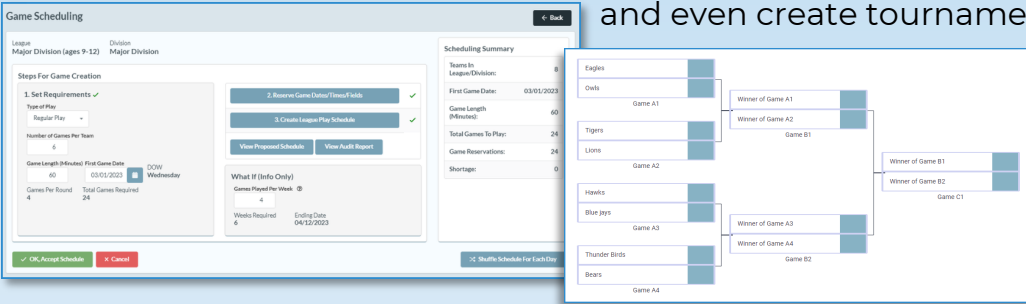 and even create tourname
Game Scheduling
← Back
League
Division
Major Division (ages 9-12)
Major Division
Steps For Game Creation
1. Set Requirements ✓
Type of Play
Regular Play
Number of Games Per Team
6
Game Length (Minutes)
First Game Date
60
03/01/2023
DOW
Wednesday
Games Per Round
Total Games Required
4
24
2. Reserve Game Dates/Times/Fields
3. Create League Play Schedule
View Proposed Schedule
View Audit Report
What If (Info Only)
Games Played Per Week
4
Weeks Required
Ending Date
6
04/12/2023
Scheduling Summary
Teams In
League/Division:
8
First Game Date:
03/01/2023
Game Length
(Minutes):
60
Total Games To Play:
24
Game Reservations:
24
Shortage:
0
✓ OK, Accept Schedule
× Cancel
Shuffle Schedule For Each Day
Eagles
Owls
Game A1
Tigers
Lions
Game A2
Hawks
Blue jays
Game A3
Thunder Birds
Bears
Game A4
Winner of Game A1
Winner of Game A2
Game B1
Winner of Game A3
Winner of Game A4
Game B2
Winner of Game B1
Winner of Game B2
Game C1